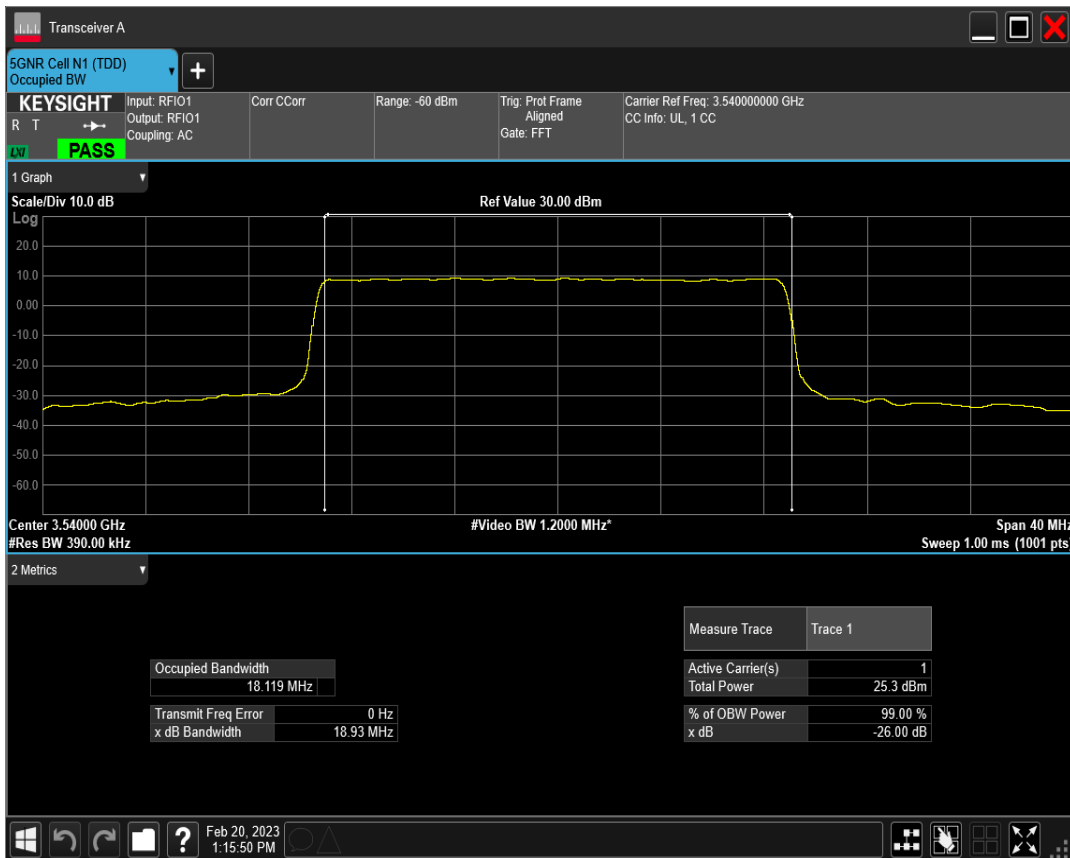 Transceiver A
5GNR Cell N1 (TDD)
Occupied BW
KEYSIGHT
R T
LXI
PASS
Input: RFIO1
Output: RFIO1
Coupling: AC
Corr CCorr
Range: -60 dBm
Trig: Prot Frame
Aligned
Gate: FFT
Carrier Ref Freq: 3.540000000 GHz
CC Info: UL, 1 CC
1 Graph
Scale/Div 10.0 dB
Ref Value 30.00 dBm
Log
20.0
10.0
0.00
-10.0
-20.0
-30.0
-40.0
-50.0
-60.0
Center 3.54000 GHz
#Video BW 1.2000 MHz*
Span 40 MHz
#Res BW 390.00 kHz
Sweep 1.00 ms (1001 pts)
2 Metrics
Measure Trace Trace 1
Occupied Bandwidth
18.119 MHz
Active Carrier(s) 1
Total Power 25.3 dBm
Transmit Freq Error 0 Hz
x dB Bandwidth 18.93 MHz
% of OBW Power 99.00 %
x dB -26.00 dB
?
Feb 20, 2023
1:15:50 PM